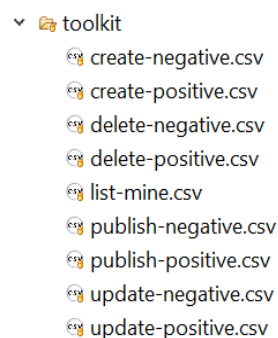 toolkit
create-negative.csv
create-positive.csv
delete-negative.csv
delete-positive.csv
list-mine.csv
publish-negative.csv
publish-positive.csv
update-negative.csv
update-positive.csv